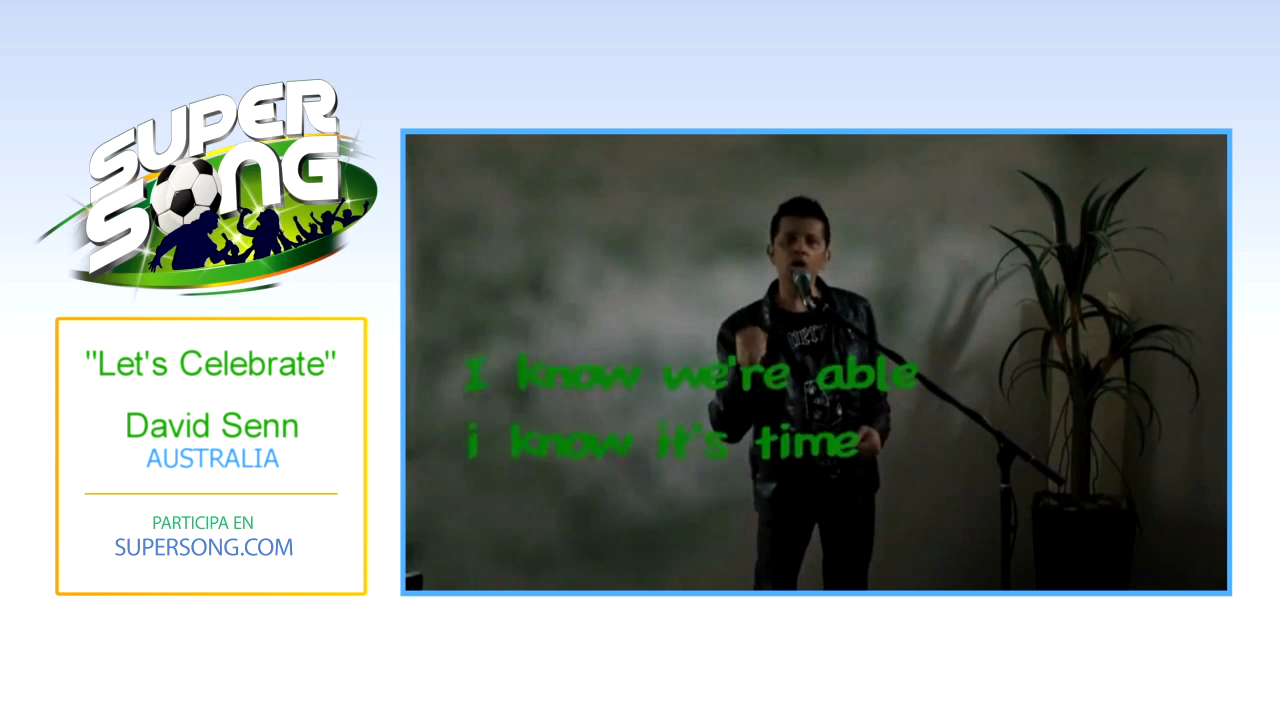 SUPER
SONG
"Let's Celebrate"
David Senn
AUSTRALIA
PARTICIPA EN
SUPERSONG.COM
I know we're able
i know it's time